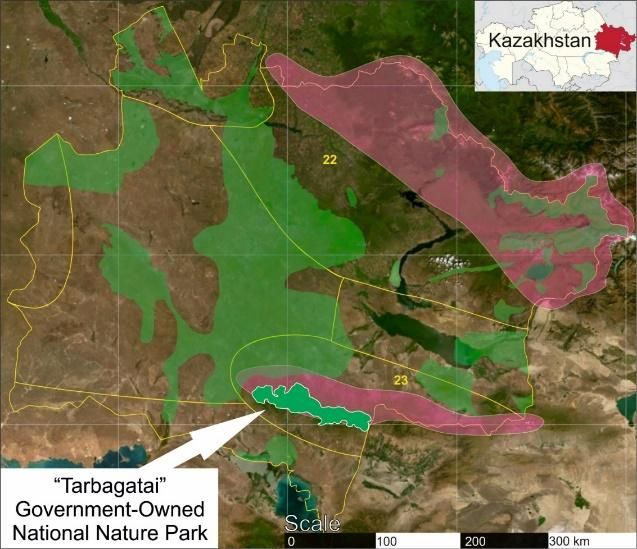 Kazakhstan
22
23
“Tarbagatai”
Government-Owned
National Nature Park
Scale
0 100 200 300 km